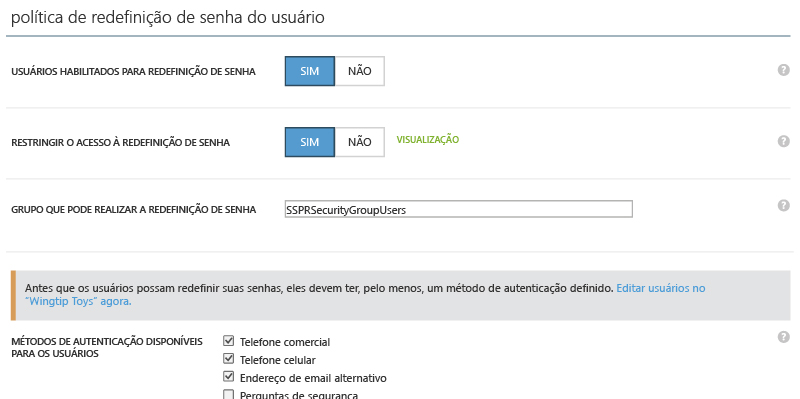 política de redefinição de senha do usuário
USUÁRIOS HABILITADOS PARA REDEFINIÇÃO DE SENHA SIM NÃO ?
RESTRINGIR O ACESSO À REDEFINIÇÃO DE SENHA SIM NÃO VISUALIZAÇÃO ?
GRUPO QUE PODE REALIZAR A REDEFINIÇÃO DE SENHA SSPRSecurityGroupUsers ?
Antes que os usuários possam redefinir suas senhas, eles devem ter, pelo menos, um método de autenticação definido. Editar usuários no
"Wingtip Toys" agora.
MÉTODOS DE AUTENTICAÇÃO DISPONÍVEIS
PARA OS USUÁRIOS
Telefone comercial ?
Telefone celular
Endereço de email alternativo
Perguntas de segurança